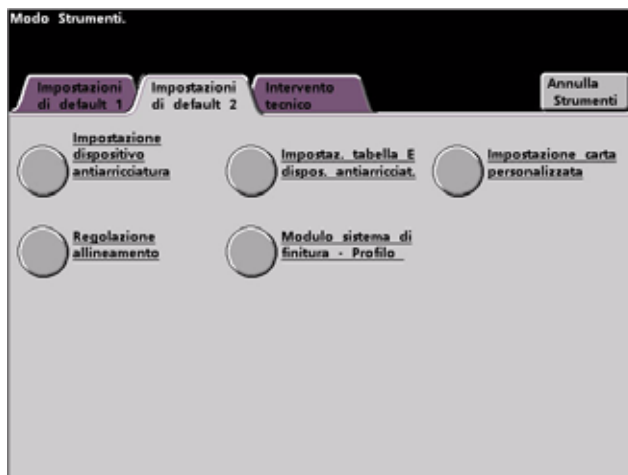 Modo Strumenti.
Impostazioni
di default 1
Impostazioni
di default 2
Intervento
tecnico
Annulla
Strumenti
Impostazione
dispositivo
antiarricciatura
Impostaz. tabella E
dispos. antiarricciat.
Impostazione carta
personalizzata
Regolazione
allineamento
Modulo sistema di
finitura - Profilo